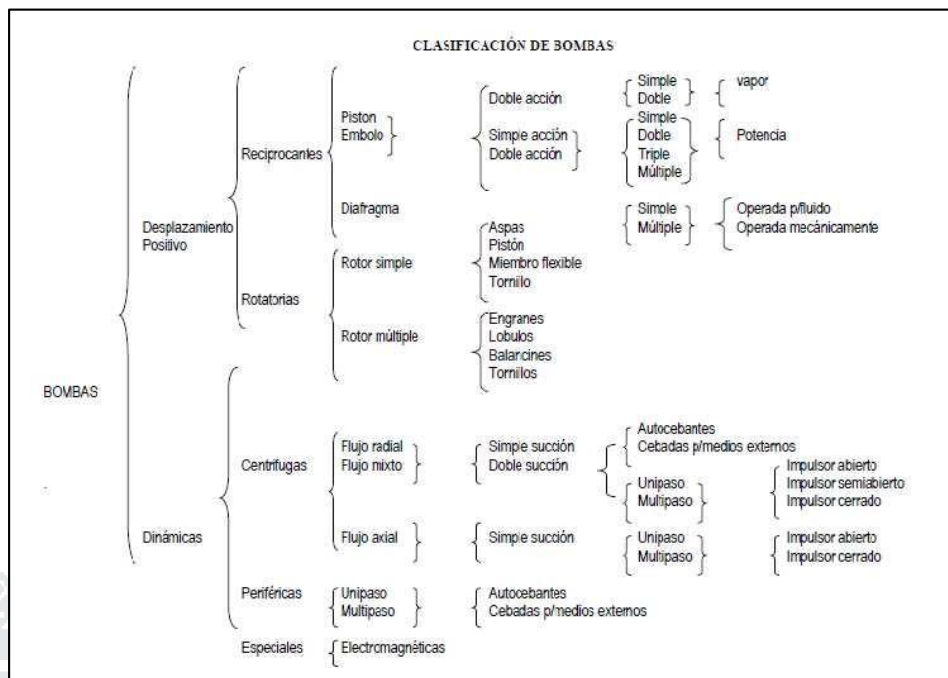 CLASIFICACIÓN DE BOMBAS
BOMBAS
Desplazamiento
Positivo
Reciprocantes
Piston
Embolo
Doble acción
Simple
Doble
vapor
Simple acción
Doble acción
Simple
Doble
Triple
Múltiple
Potencia
Diafragma
Simple
Múltiple
Operada p/fluido
Operada mecánicamente
Rotatorias
Rotor simple
Aspas
Pistón
Miembro flexible
Tornillo
Rotor múltiple
Engranes
Lobulos
Balancines
Tornillos
Dinámicas
Centrifugas
Flujo radial
Flujo mixto
Simple succión
Doble succión
Autocebantes
Cebadas p/medios externos
Unipaso
Multipaso
Impulsor abierto
Impulsor semiabierto
Impulsor cerrado
Flujo axial
Simple succión
Unipaso
Multipaso
Impulsor abierto
Impulsor cerrado
Periféricas
Unipaso
Multipaso
Autocebantes
Cebadas p/medios externos
Especiales
Electromagnéticas